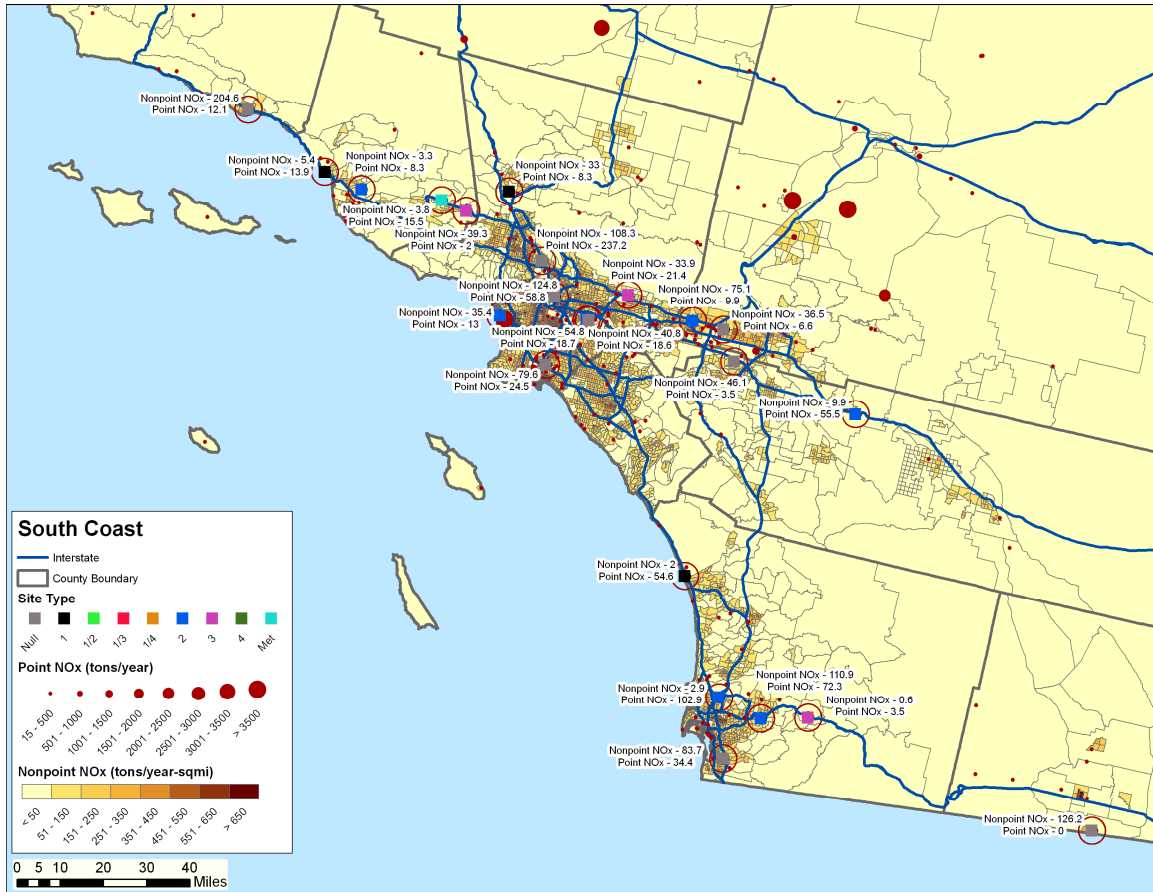 Nonpoint NOx - 204.6
Point NOx - 12.1
Nonpoint NOx - 5.4
Point NOx - 13.9
Nonpoint NOx - 3.3
Point NOx - 8.3
Nonpoint NOx - 33
Point NOx - 8.3
Nonpoint NOx - 3.8
Point NOx - 15.5
Nonpoint NOx - 39.3
Point NOx - 2
Nonpoint NOx - 108.3
Point NOx - 237.2
Nonpoint NOx - 33.9
Point NOx - 21.4
Nonpoint NOx - 124.8
Point NOx - 58.8
Nonpoint NOx - 75.1
Point NOx - 9.9
Nonpoint NOx - 35.4
Point NOx - 13
Nonpoint NOx - 36.5
Point NOx - 6.6
Nonpoint NOx - 54.8
Point NOx - 18.7
Nonpoint NOx - 40.8
Point NOx - 18.6
Nonpoint NOx - 79.6
Point NOx - 24.5
Nonpoint NOx - 46.1
Point NOx - 3.5
Nonpoint NOx - 9.9
Point NOx - 55.5
Nonpoint NOx - 2
Point NOx - 54.6
Nonpoint NOx - 2.9
Point NOx - 102.9
Nonpoint NOx - 110.9
Point NOx - 72.3
Nonpoint NOx - 0.6
Point NOx - 3.5
Nonpoint NOx - 83.7
Point NOx - 34.4
Nonpoint NOx - 126.2
Point NOx - 0
South Coast
Interstate
County Boundary
Site Type
Null 1 1/2 1/3 1/4 2 3 4 Met
Point NOx (tons/year)
15 - 500 501 - 1000 1001 - 1500 1501 - 2000 2001 - 2500 2501 - 3000 3001 - 3500 > 3500
Nonpoint NOx (tons/year-sqmi)
< 50 51 - 150 151 - 250 251 - 350 351 - 450 451 - 550 551 - 650 > 650
0 5 10 20 30 40
Miles